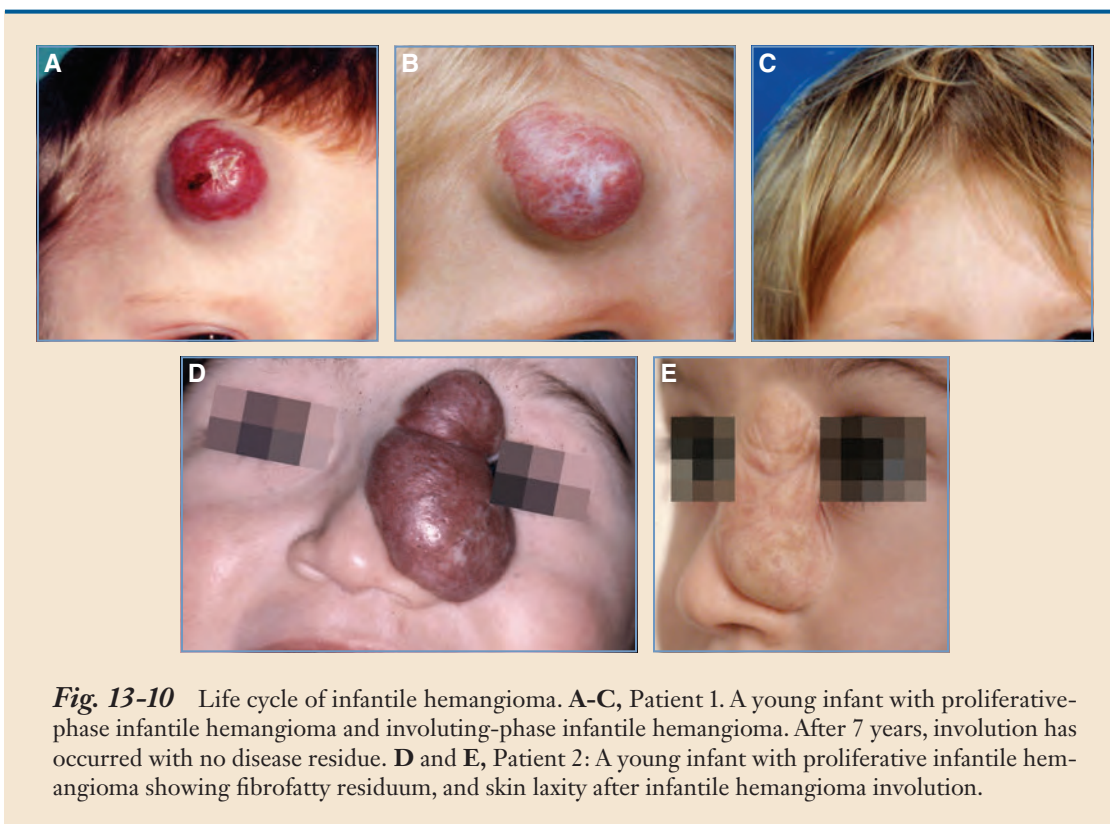 A
B
C
D
E
Fig. 13-10 Life cycle of infantile hemangioma. A-C, Patient 1. A young infant with proliferative-
phase infantile hemangioma and involuting-phase infantile hemangioma. After 7 years, involution has
occurred with no disease residue. D and E, Patient 2: A young infant with proliferative infantile hem-
angioma showing fibrofatty residuum, and skin laxity after infantile hemangioma involution.